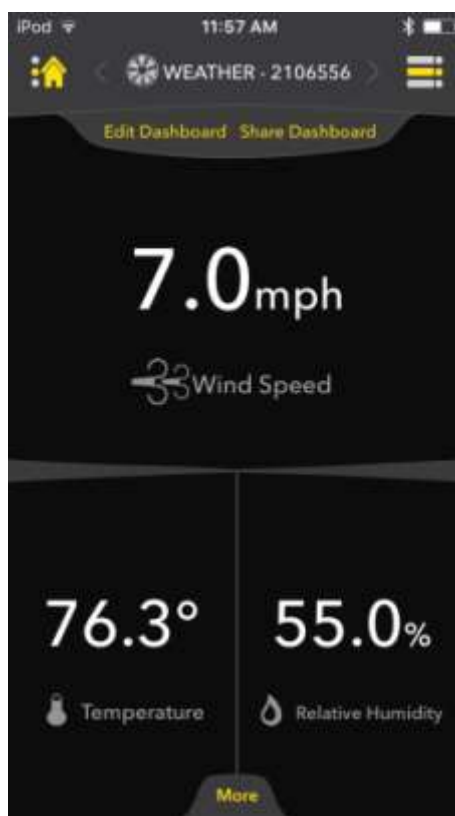 iPod 11:57 AM
WEATHER - 2106556
Edit Dashboard Share Dashboard
7.0mph
Wind Speed
76.3° 55.0%
Temperature Relative Humidity
More